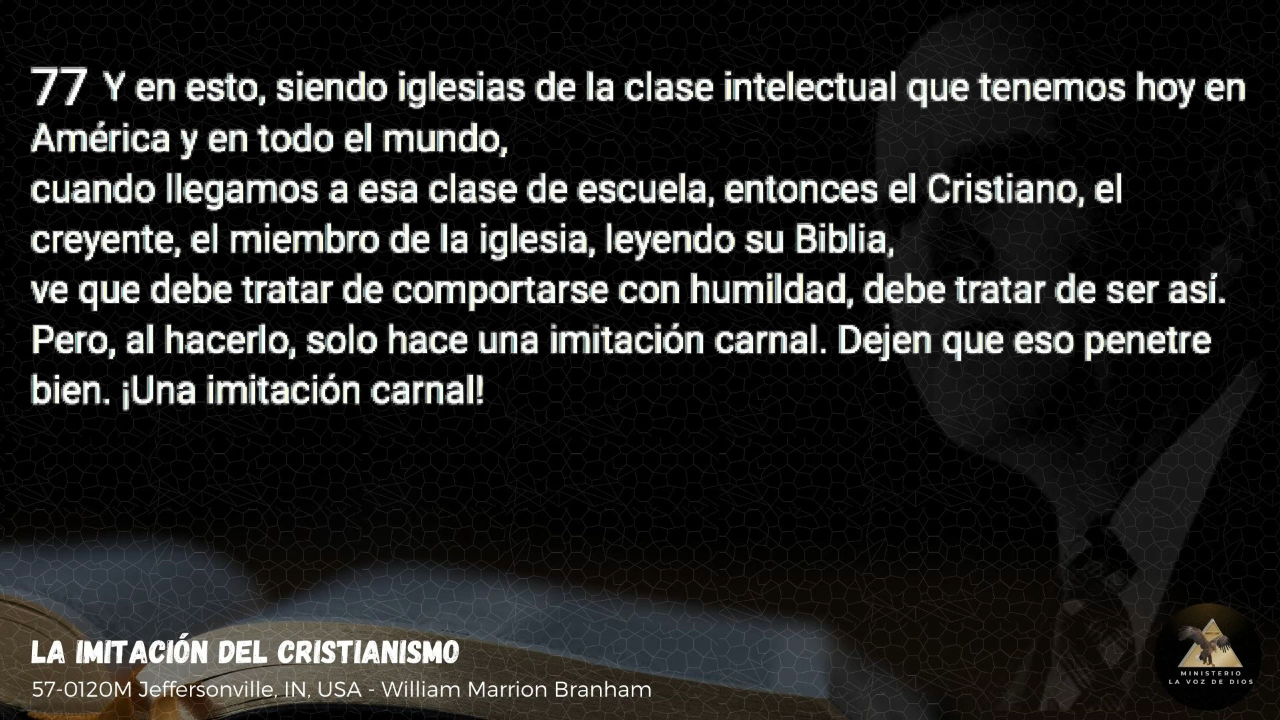 77 Y en esto, siendo iglesias de la clase intelectual que tenemos hoy en
América y en todo el mundo,
cuando llegamos a esa clase de escuela, entonces el Cristiano, el
creyente, el miembro de la iglesia, leyendo su Biblia,
ve que debe tratar de comportarse con humildad, debe tratar de ser así.
Pero, al hacerlo, solo hace una imitación carnal. Dejen que eso penetre
bien. ¡Una imitación carnal!
LA IMITACIÓN DEL CRISTIANISMO
57-0120M Jeffersonville, IN, USA - William Marrion Branham
MINISTERIO
LA VOZ DE DIOS